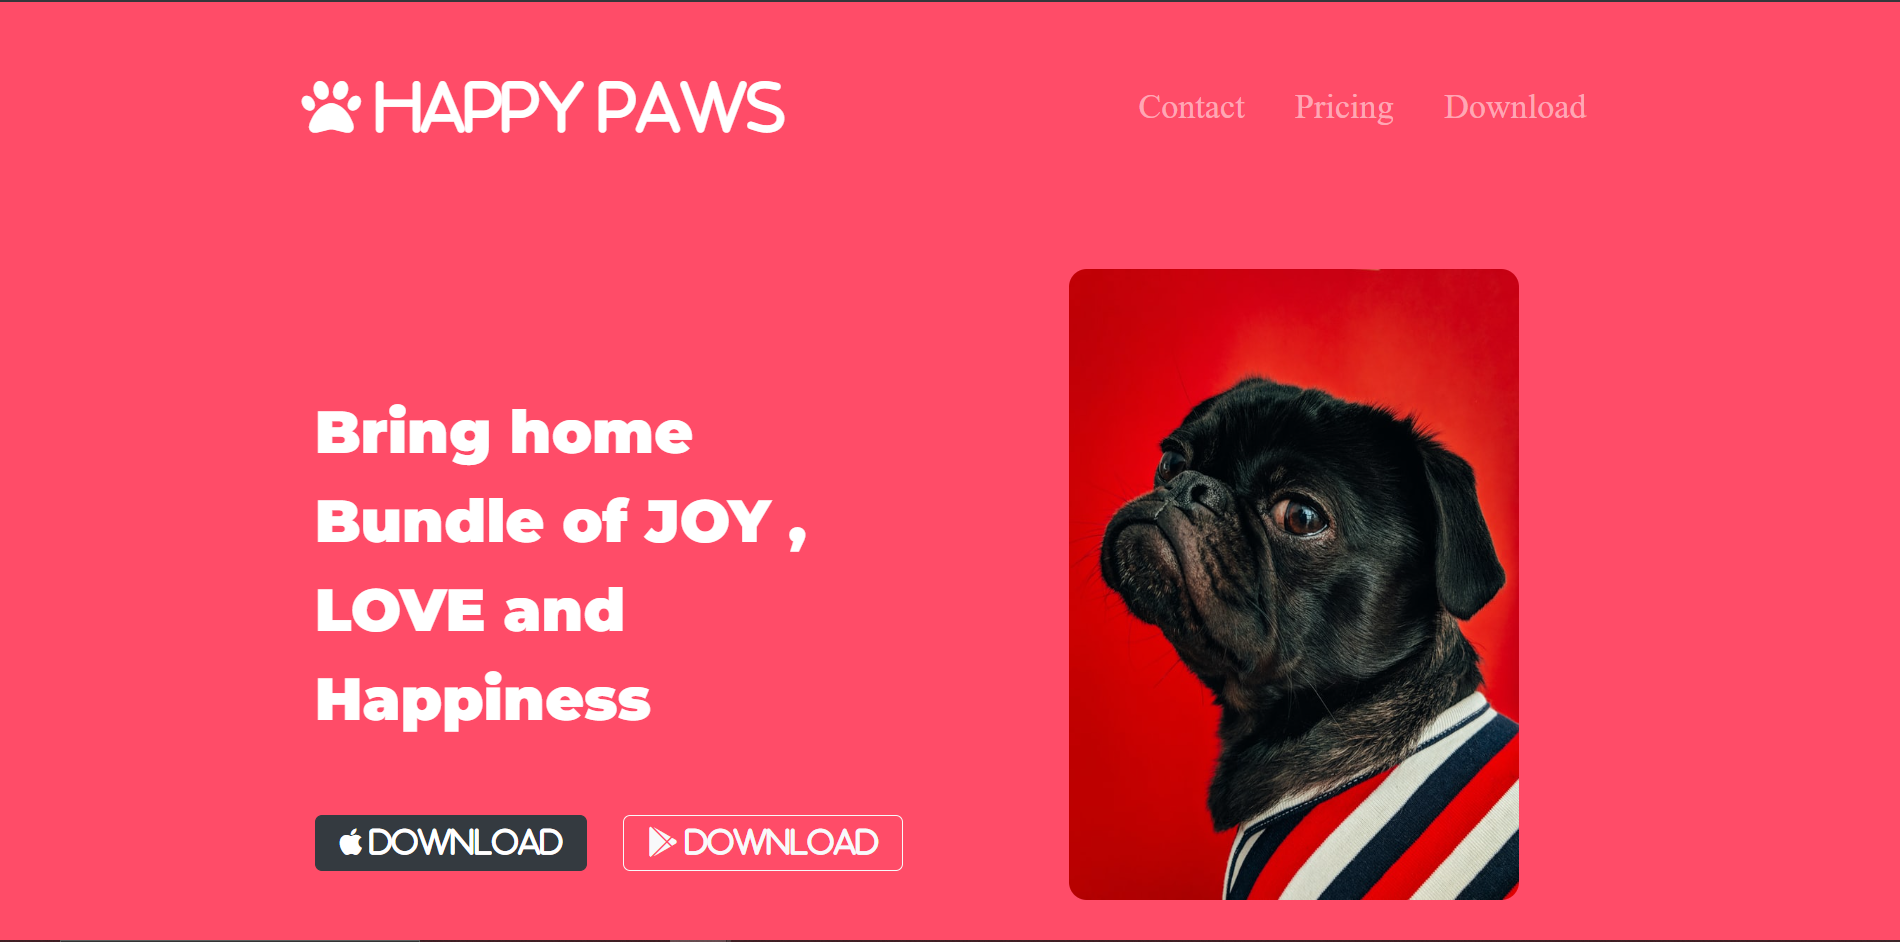 HAPPY PAWS
Contact Pricing Download
Bring home
Bundle of JOY ,
LOVE and
Happiness
DOWNLOAD DOWNLOAD